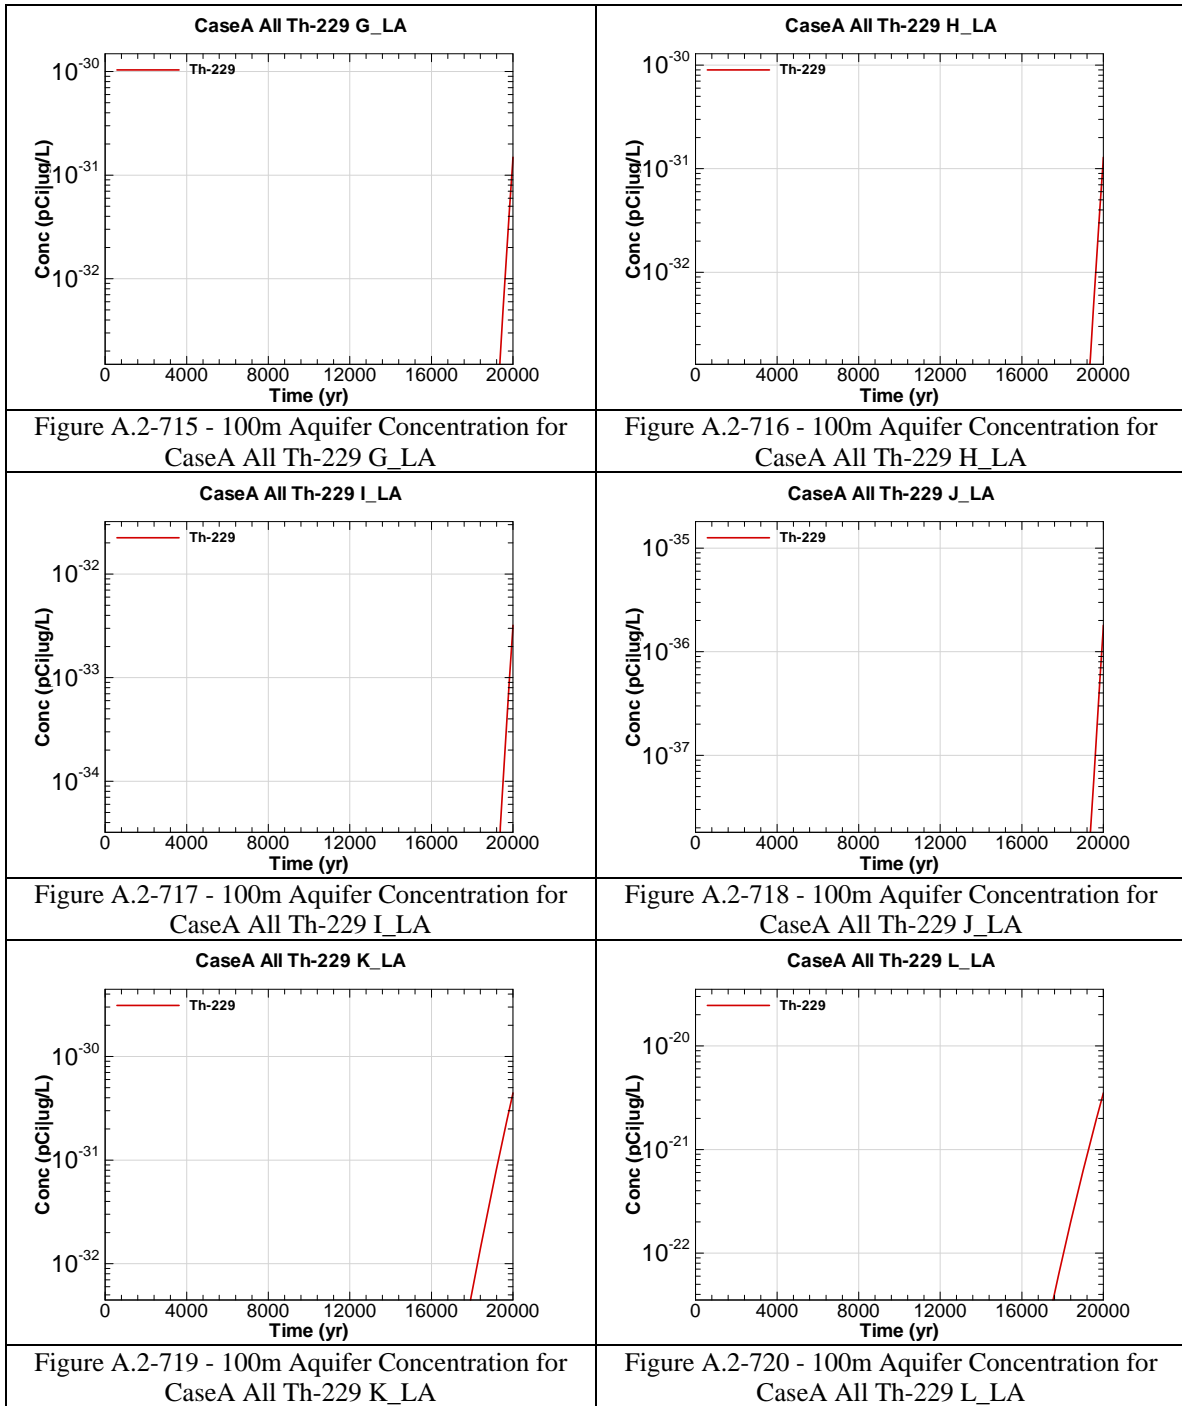 CaseA All Th-229 G_LA
Th-229
10-30
10-31
10-32
Conc (pCi|ug/L)
0 4000 8000 12000 16000 20000
Time (yr)
Figure A.2-715 - 100m Aquifer Concentration for
CaseA All Th-229 G_LA
CaseA All Th-229 H_LA
Th-229
10-30
10-31
10-32
Conc (pCi|ug/L)
0 4000 8000 12000 16000 20000
Time (yr)
Figure A.2-716 - 100m Aquifer Concentration for
CaseA All Th-229 H_LA
CaseA All Th-229 I_LA
Th-229
10-32
10-33
10-34
Conc (pCi|ug/L)
0 4000 8000 12000 16000 20000
Time (yr)
Figure A.2-717 - 100m Aquifer Concentration for
CaseA All Th-229 I_LA
CaseA All Th-229 J_LA
Th-229
10-35
10-36
10-37
Conc (pCi|ug/L)
0 4000 8000 12000 16000 20000
Time (yr)
Figure A.2-718 - 100m Aquifer Concentration for
CaseA All Th-229 J_LA
CaseA All Th-229 K_LA
Th-229
10-30
10-31
10-32
Conc (pCi|ug/L)
0 4000 8000 12000 16000 20000
Time (yr)
Figure A.2-719 - 100m Aquifer Concentration for
CaseA All Th-229 K_LA
CaseA All Th-229 L_LA
Th-229
10-20
10-21
10-22
Conc (pCi|ug/L)
0 4000 8000 12000 16000 20000
Time (yr)
Figure A.2-720 - 100m Aquifer Concentration for
CaseA All Th-229 L_LA